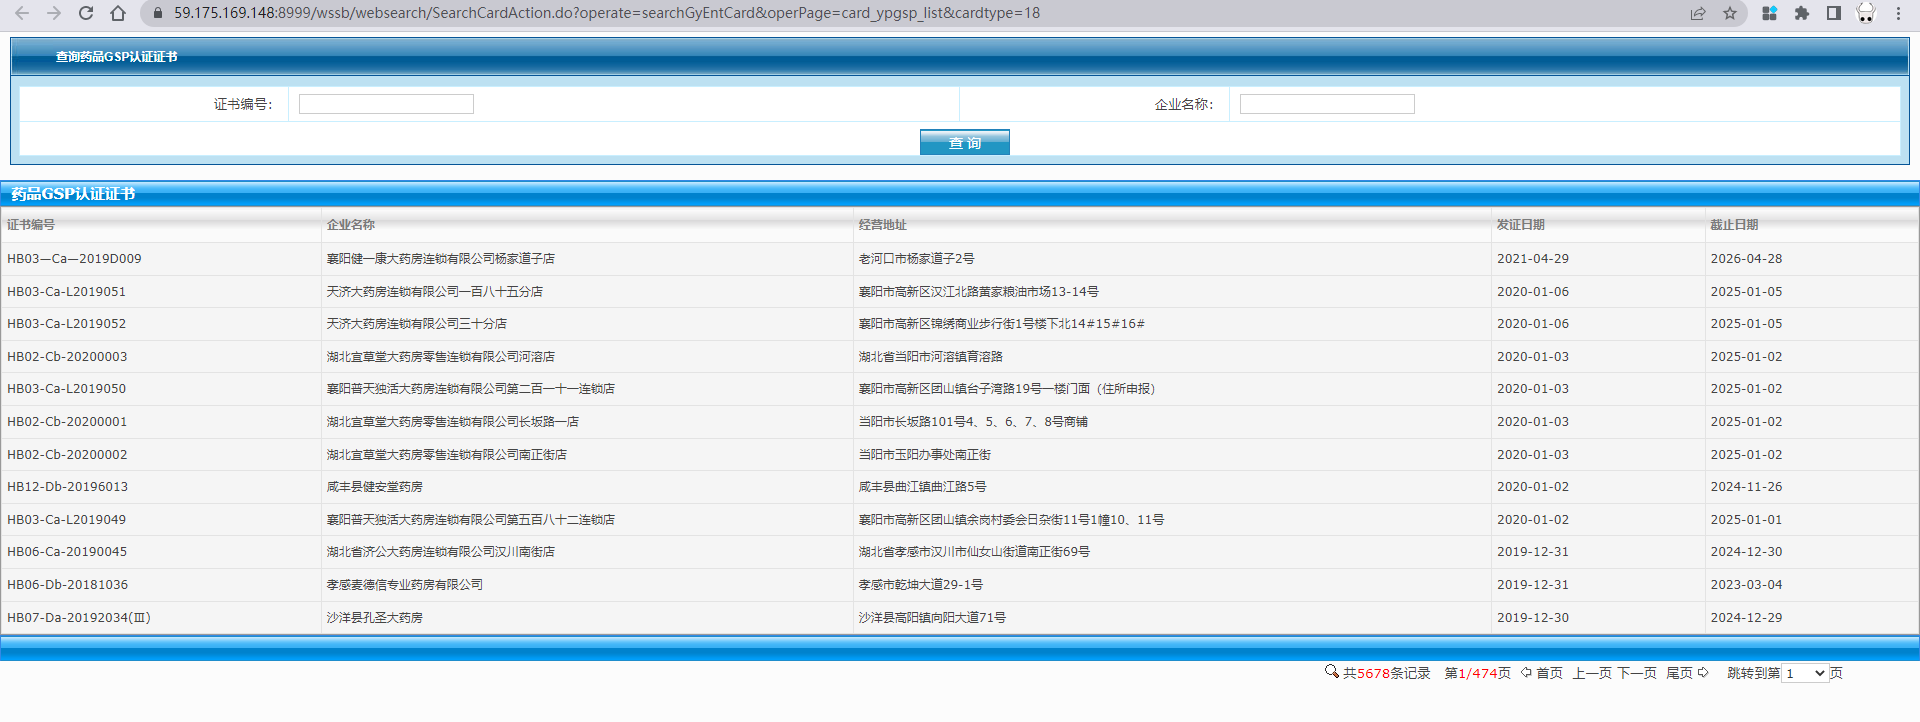 59.175.169.148:8999/wssb/websearch/SearchCardAction.do?operate=searchGyEntCard&operPage=card_ypgsp_list&cardtype=18
查询药品GSP认证证书
证书编号： 企业名称：
查 询
药品GSP认证证书
证书编号 企业名称 经营地址 发证日期 截止日期
HB03—Ca—2019D009 襄阳健一康大药房连锁有限公司杨家道子店 老河口市杨家道子2号 2021-04-29 2026-04-28
HB03-Ca-L2019051 天济大药房连锁有限公司一百八十五分店 襄阳市高新区汉江北路黄家粮油市场13-14号 2020-01-06 2025-01-05
HB03-Ca-L2019052 天济大药房连锁有限公司三十分店 襄阳市高新区锦绣商业步行街1号楼下北14#15#16# 2020-01-06 2025-01-05
HB02-Cb-20200003 湖北宜草堂大药房零售连锁有限公司河溶店 湖北省当阳市河溶镇育溶路 2020-01-03 2025-01-02
HB03-Ca-L2019050 襄阳普天独活大药房连锁有限公司第二百一十一连锁店 襄阳市高新区团山镇台子湾路19号一楼门面（住所申报） 2020-01-03 2025-01-02
HB02-Cb-20200001 湖北宜草堂大药房零售连锁有限公司长坂路一店 当阳市长坂路101号4、5、6、7、8号商铺 2020-01-03 2025-01-02
HB02-Cb-20200002 湖北宜草堂大药房零售连锁有限公司南正街店 当阳市玉阳办事处南正街 2020-01-03 2025-01-02
HB12-Db-20196013 咸丰县健安堂药房 咸丰县曲江镇曲江路5号 2020-01-02 2024-11-26
HB03-Ca-L2019049 襄阳普天独活大药房连锁有限公司第五百八十二连锁店 襄阳市高新区团山镇余岗村委会日杂街11号1幢10、11号 2020-01-02 2025-01-01
HB06-Ca-20190045 湖北省济公大药房连锁有限公司汉川南街店 湖北省孝感市汉川市仙女山街道南正街69号 2019-12-31 2024-12-30
HB06-Db-20181036 孝感麦德信专业药房有限公司 孝感市乾坤大道29-1号 2019-12-31 2023-03-04
HB07-Da-20192034(Ⅲ) 沙洋县孔圣大药房 沙洋县高阳镇向阳大道71号 2019-12-30 2024-12-29
共5678条记录 第1/474页 首页 上一页 下一页 尾页 跳转到第 1 页